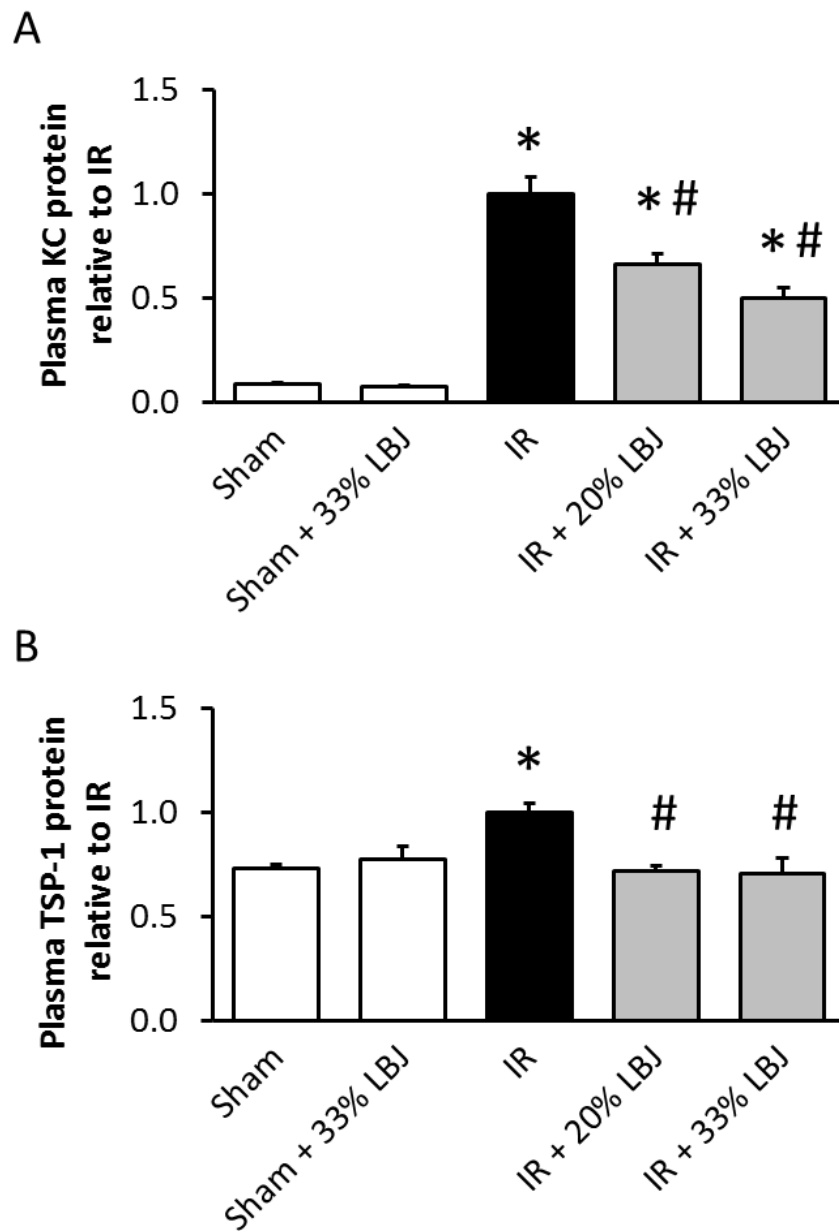 A
Plasma KC protein
relative to IR
1.5
1.0
0.5
0.0
*
* #
* #
Sham
Sham + 33% LBJ
IR
IR + 20% LBJ
IR + 33% LBJ
B
Plasma TSP-1 protein
relative to IR
1.5
1.0
0.5
0.0
*
#
#
Sham
Sham + 33% LBJ
IR
IR + 20% LBJ
IR + 33% LBJ